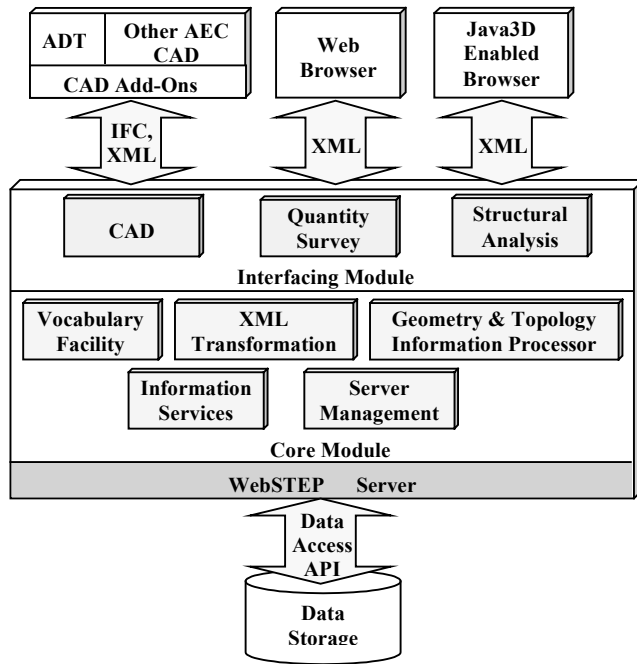 ADT
Other AEC
CAD
CAD Add-Ons
Web
Browser
Java3D
Enabled
Browser
IFC,
XML
XML
XML
CAD
Quantity
Survey
Structural
Analysis
Interfacing Module
Vocabulary
Facility
XML
Transformation
Geometry & Topology
Information Processor
Information
Services
Server
Management
Core Module
WebSTEP Server
Data
Access
API
Data
Storage